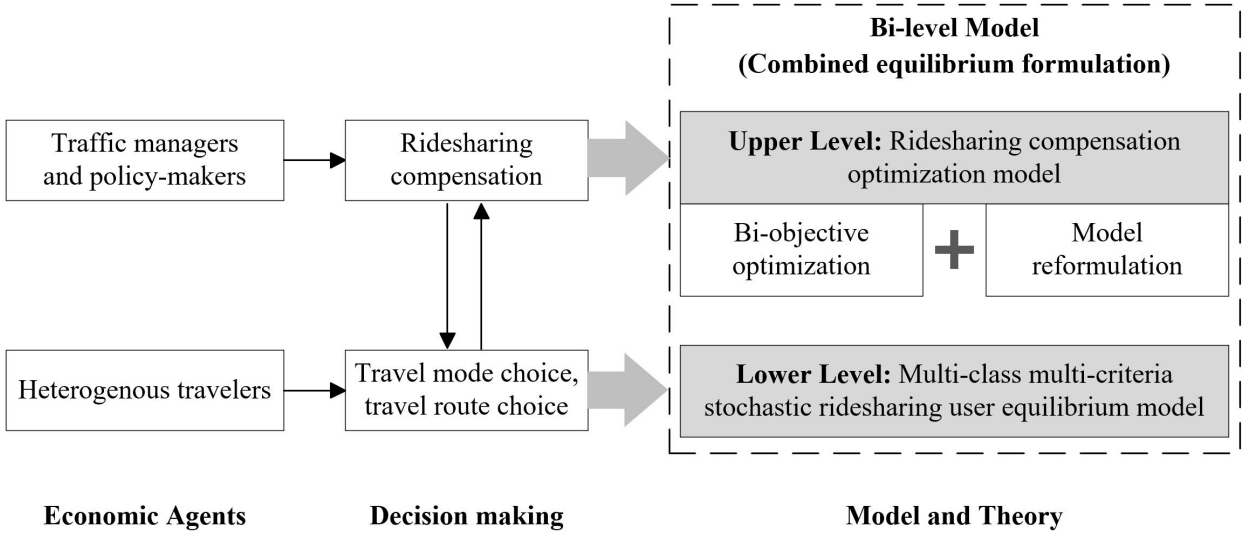 Bi-level Model
(Combined equilibrium formulation)
Traffic managers
and policy-makers
Ridesharing
compensation
Upper Level: Ridesharing compensation
optimization model
Bi-objective
optimization
Model
reformulation
Heterogenous travelers
Travel mode choice,
travel route choice
Lower Level: Multi-class multi-criteria
stochastic ridesharing user equilibrium model
Economic Agents
Decision making
Model and Theory